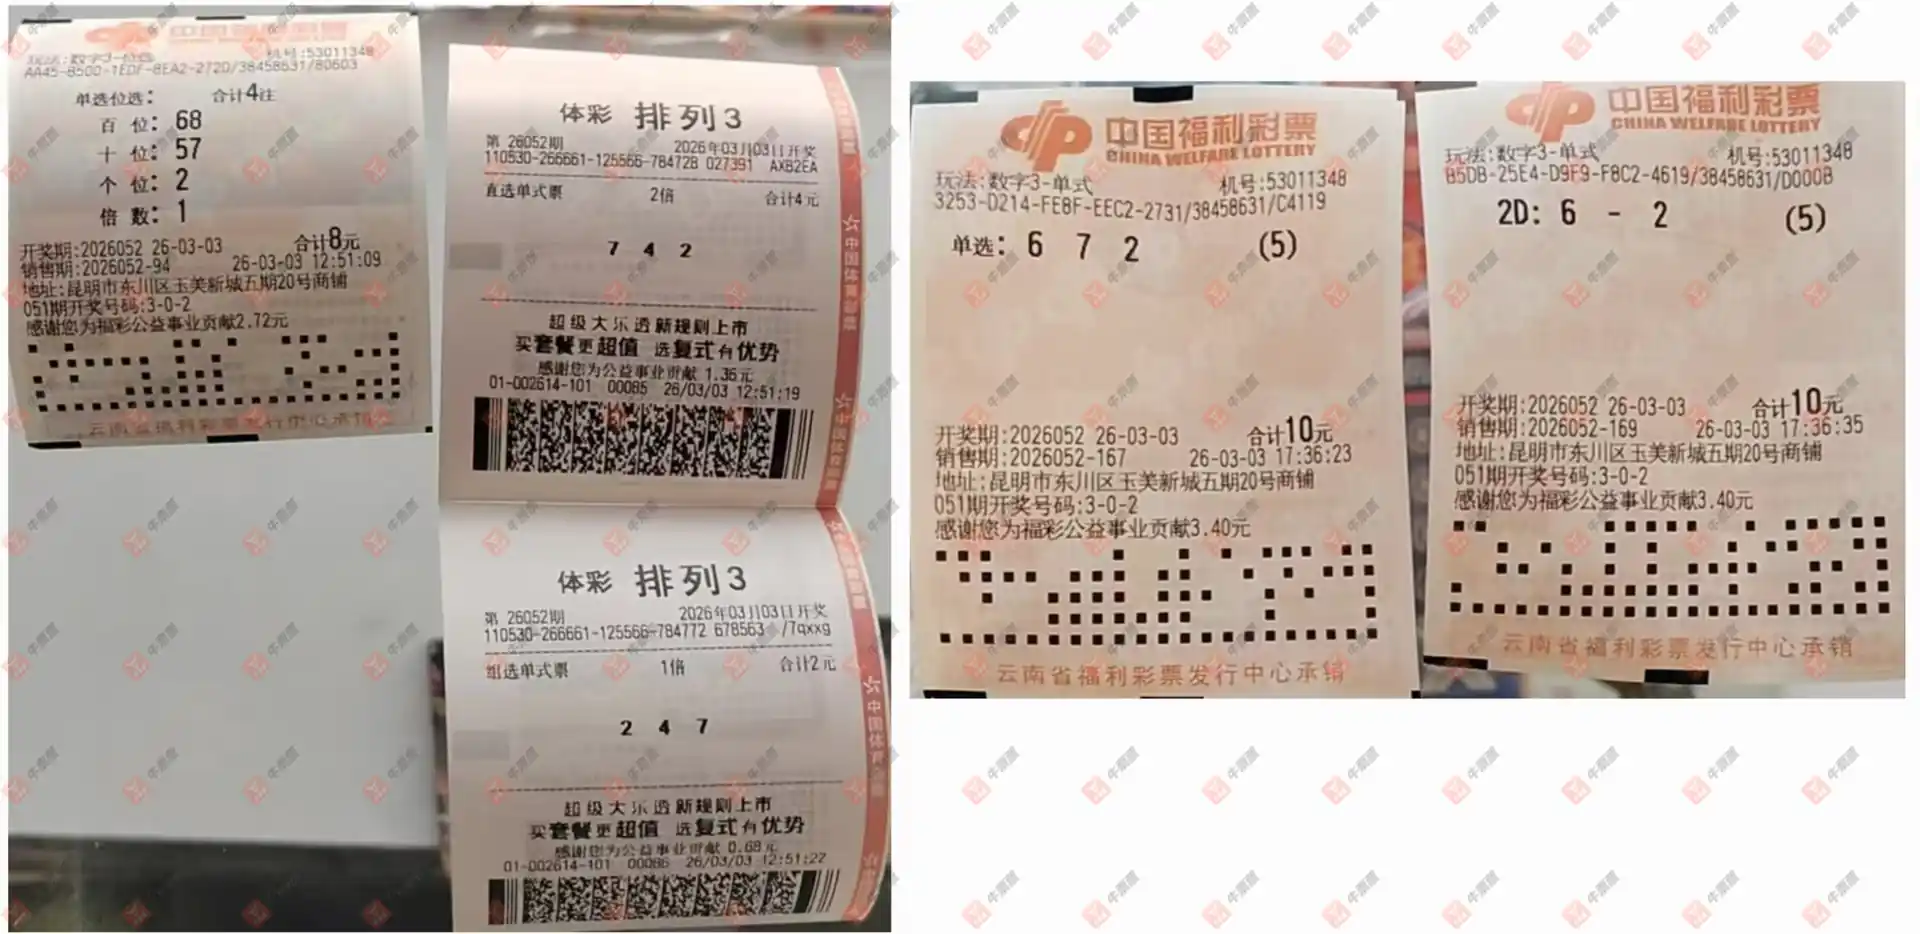 玩法:数字3-位选 机号:53011348
AA45-8500-1EDF-8EA2-2720/38458631/80603
单选位选: 合计4注
百 位: 68
十 位: 57
个 位: 2
倍 数: 1
开奖期:2026052 26-03-03 合计8元
销售期:2026052-94 26-03-03 12:51:09
地址:昆明市东川区玉美新城五期20号商铺
051期开奖号码:3-0-2
感谢您为福彩公益事业贡献2.72元
云南省福利彩票发行中心承销
体彩 排列3
第 26052期 2026年03月03日开奖
110530-266661-125566-784728 027391 AXB2EA
直选单式票 2倍 合计4元
7 4 2
超级大乐透新规则上市
买套餐更超值 选复式有优势
感谢您为公益事业贡献 1.36元
01-002614-101 00085 26/03/03 12:51:19
体彩 排列3
第 26052期 2026年03月03日开奖
110530-266661-125566-784772 678563 /7qxxg
组选单式票 1倍 合计2元
2 4 7
超级大乐透新规则上市
买套餐更超值 选复式有优势
感谢您为公益事业贡献 0.68元
01-002614-101 00086 26/03/03 12:51:27
中国福利彩票
CHINA WELFARE LOTTERY
玩法:数字3-单式 机号:53011348
3253-D214-FE8F-EEC2-2731/38458631/C4119
单选: 6 7 2 (5)
开奖期:2026052 26-03-03 合计10元
销售期:2026052-167 26-03-03 17:36:23
地址:昆明市东川区玉美新城五期20号商铺
051期开奖号码:3-0-2
感谢您为福彩公益事业贡献3.40元
云南省福利彩票发行中心承销
中国福利彩票
CHINA WELFARE LOTTERY
玩法:数字3-单式 机号:53011348
B5DB-25E4-D9F9-F8C2-4619/38458631/D000B
2D: 6 - 2 (5)
开奖期:2026052 26-03-03 合计10元
销售期:2026052-169 26-03-03 17:36:35
地址:昆明市东川区玉美新城五期20号商铺
051期开奖号码:3-0-2
感谢您为福彩公益事业贡献3.40元
云南省福利彩票发行中心承销